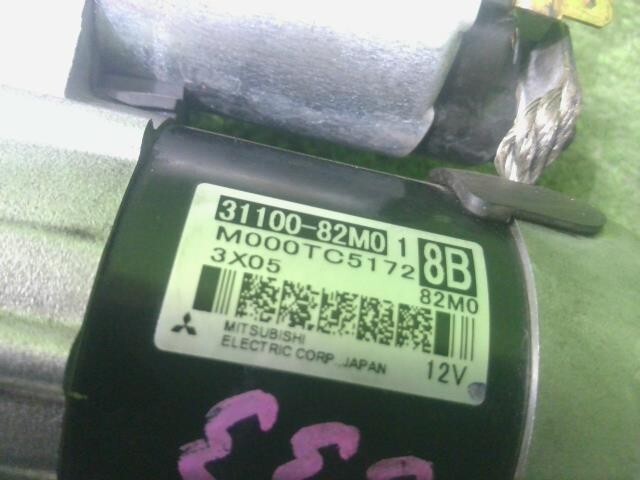 31100-82M0 1 8B
M000TC5172
3X05 82M0
MITSUBISHI
ELECTRIC CORP., JAPAN 12V